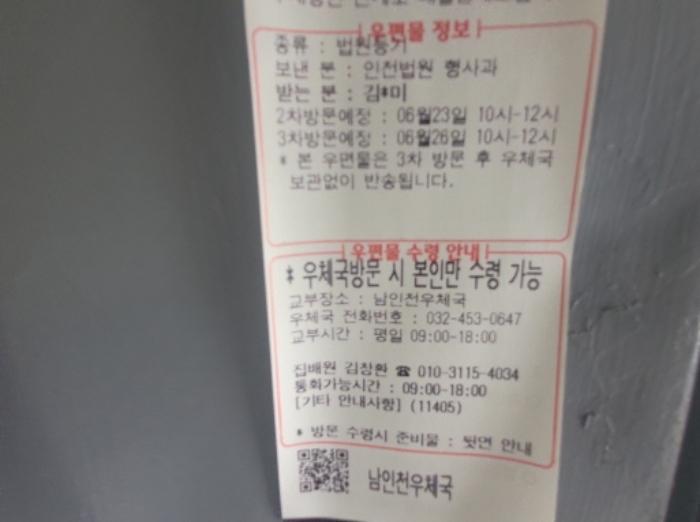 우편물 정보
종류 : 법원등기
보낸 분 : 인천법원 형사과
받는 분 : 김*미
2차방문예정 : 06월23일 10시-12시
3차방문예정 : 06월26일 10시-12시
* 본 우편물은 3차 방문 후 우체국
보관없이 반송됩니다.
우편물 수령 안내
* 우체국방문 시 본인만 수령 가능
교부장소 : 남인천우체국
우체국 전화번호 : 032-453-0647
교부시간 : 평일 09:00-18:00
집배원 김창환 ☎ 010-3115-4034
통화가능시간 : 09:00-18:00
[기타 안내사항] (11405)
* 방문 수령시 준비물 : 뒷면 안내
남인천우체국